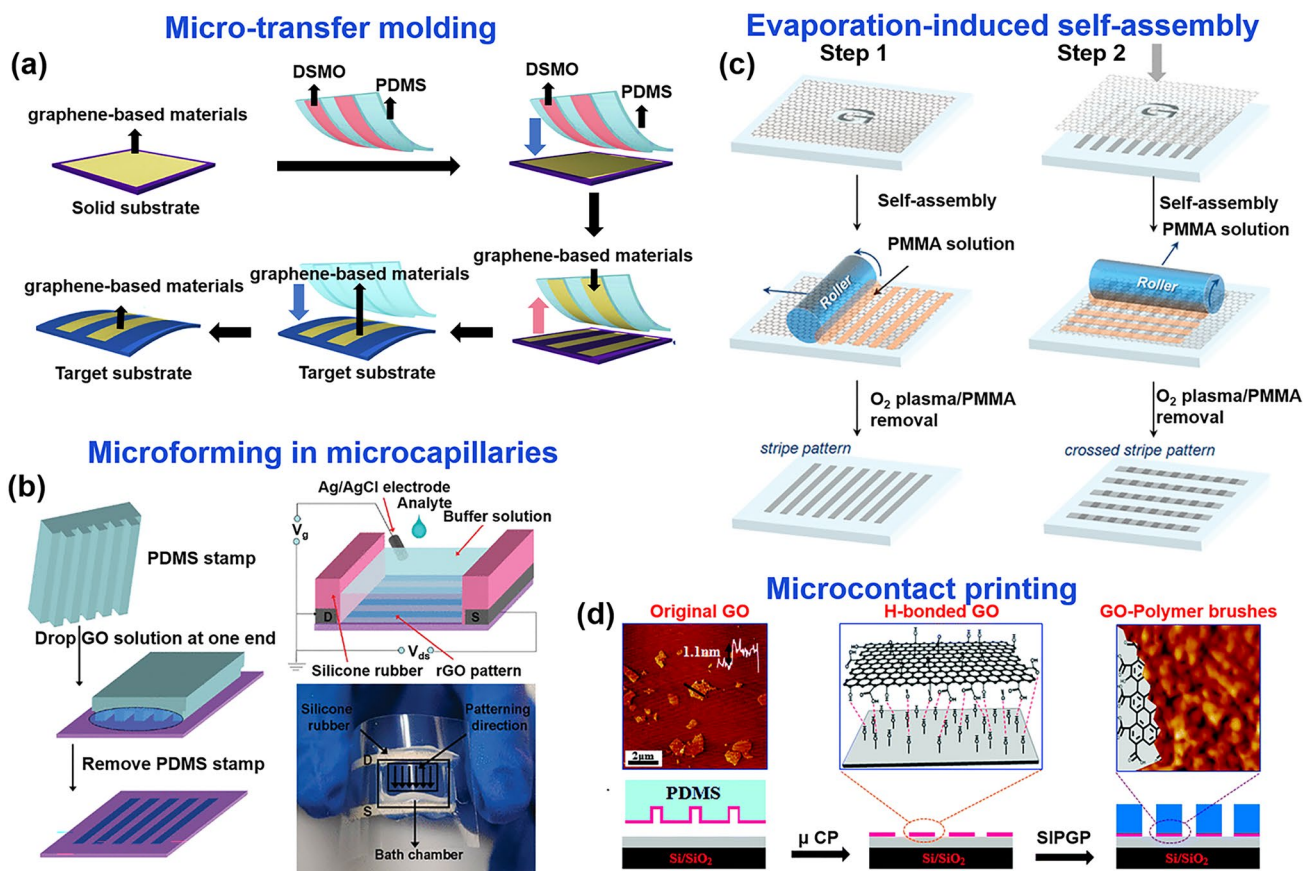 Micro-transfer molding
(a)
DSMO
PDMS
DSMO
PDMS
graphene-based materials
Solid substrate
graphene-based materials
graphene-based materials
graphene-based materials
Target substrate
Target substrate
Microforming in microcapillaries
(b)
PDMS stamp
Drop GO solution at one end
Remove PDMS stamp
Ag/AgCl electrode
Analyte
Buffer solution
Vg
D
S
Vds
Silicone rubber
rGO pattern
Silicone rubber
Patterning direction
D
S
Bath chamber
Evaporation-induced self-assembly
(c)
Step 1
Step 2
G
G
Self-assembly
PMMA solution
Roller
O2 plasma/PMMA
removal
stripe pattern
Self-assembly
PMMA solution
Roller
O2 plasma/PMMA
removal
crossed stripe pattern
Microcontact printing
(d)
Original GO
H-bonded GO
GO-Polymer brushes
1.1nm
2μm
PDMS
Si/SiO2
μ CP
Si/SiO2
SIPGP
Si/SiO2